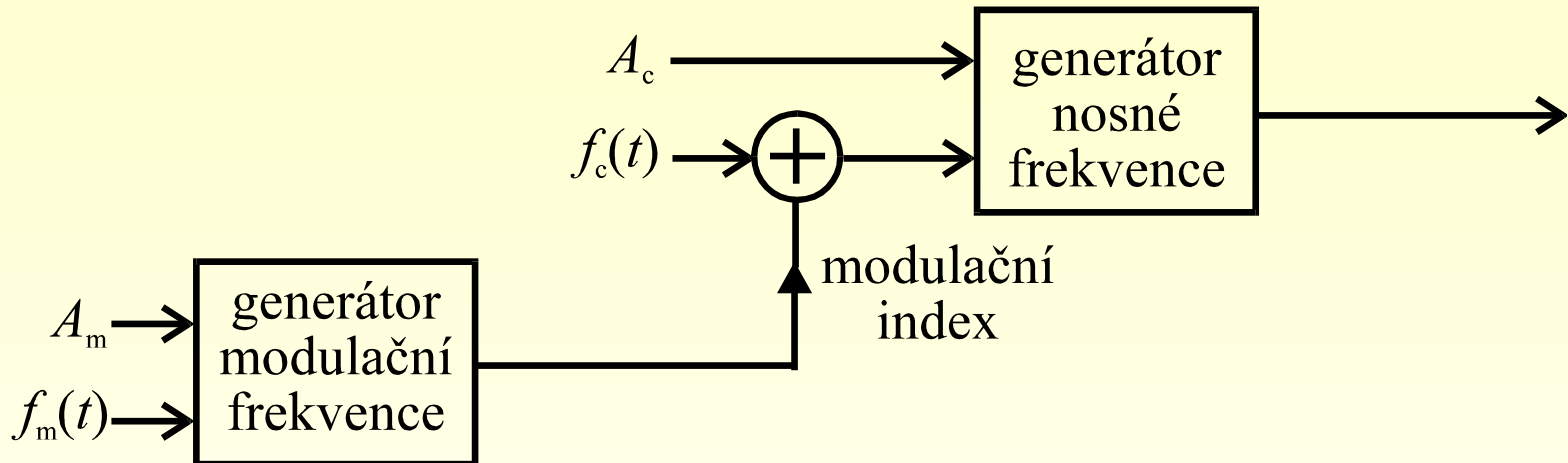 A_c
f_c(t)
generátor
nosné
frekvence
modulační
index
A_m
f_m(t)
generátor
modulační
frekvence